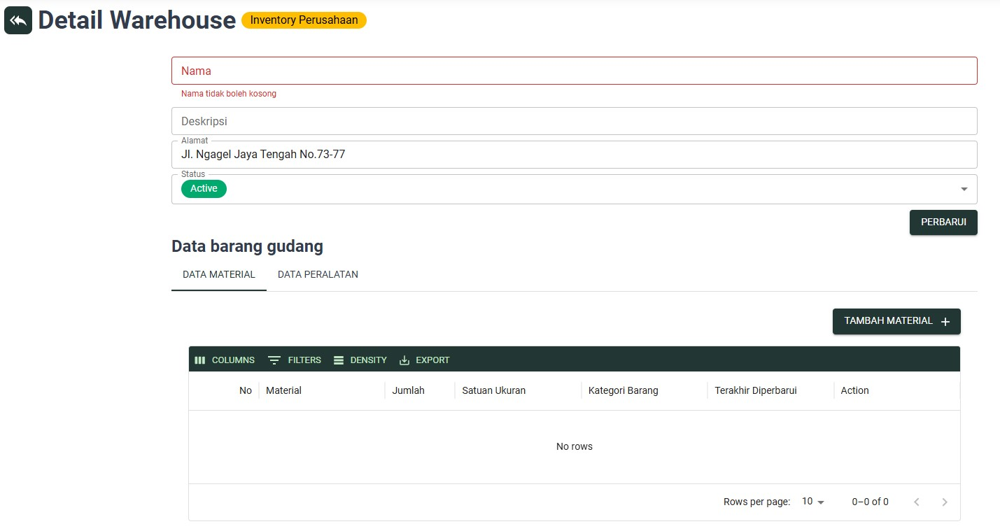 Detail Warehouse Inventory Perusahaan
Nama
Nama tidak boleh kosong
Deskripsi
Alamat
Jl. Ngagel Jaya Tengah No.73-77
Status
Active
PERBARUI
Data barang gudang
DATA MATERIAL DATA PERALATAN
TAMBAH MATERIAL +
COLUMNS FILTERS DENSITY EXPORT
No Material Jumlah Satuan Ukuran Kategori Barang Terakhir Diperbarui Action
No rows
Rows per page: 10 0–0 of 0